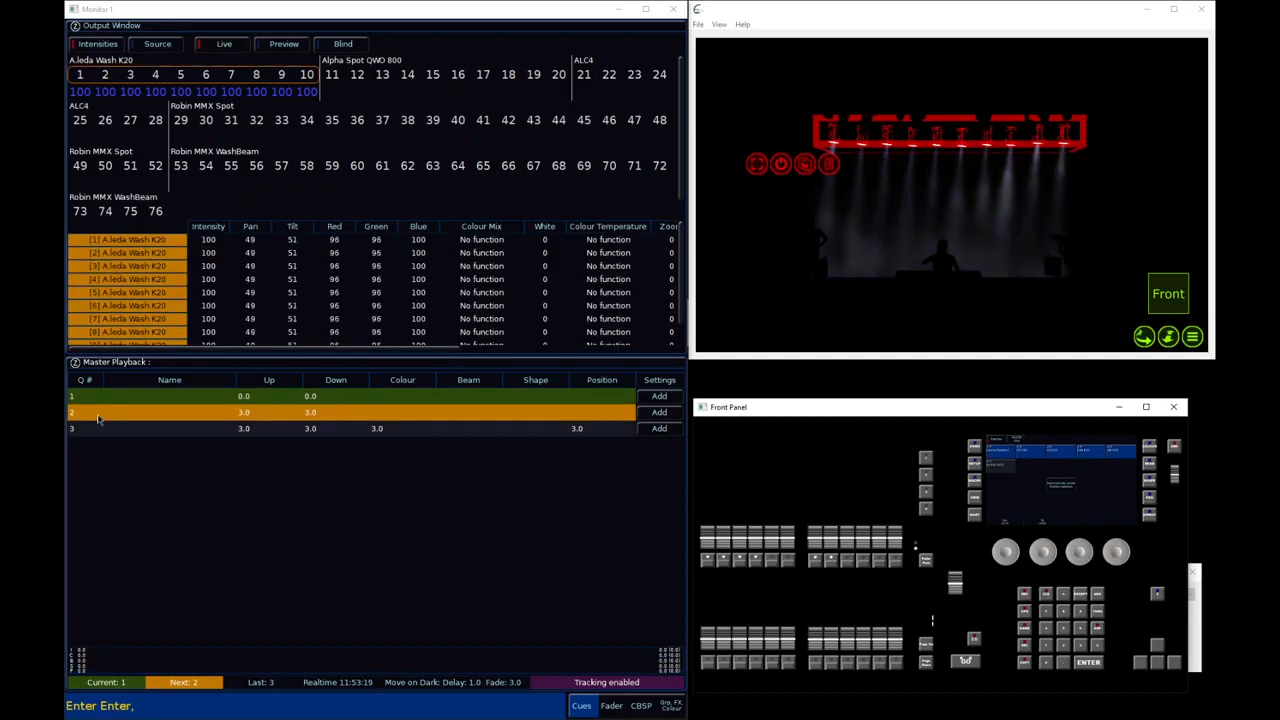 Monitor 1
Output Window
Intensities Source Live Preview Blind
A.leda Wash K20 Alpha Spot QWO 800 ALC4
1 2 3 4 5 6 7 8 9 10 11 12 13 14 15 16 17 18 19 20 21 22 23 24
100 100 100 100 100 100 100 100 100 100
ALC4 Robin MMX Spot
25 26 27 28 29 30 31 32 33 34 35 36 37 38 39 40 41 42 43 44 45 46 47 48
Robin MMX Spot Robin MMX WashBeam
49 50 51 52 53 54 55 56 57 58 59 60 61 62 63 64 65 66 67 68 69 70 71 72
Robin MMX WashBeam
73 74 75 76
Intensity Pan Tilt Red Green Blue Colour Mix White Colour Temperature Zoo
[1] A.leda Wash K20 100 49 51 96 96 100 No function 0 No function 0
[2] A.leda Wash K20 100 49 51 96 96 100 No function 0 No function 0
[3] A.leda Wash K20 100 49 51 96 96 100 No function 0 No function 0
[4] A.leda Wash K20 100 49 51 96 96 100 No function 0 No function 0
[5] A.leda Wash K20 100 49 51 96 96 100 No function 0 No function 0
[6] A.leda Wash K20 100 49 51 96 96 100 No function 0 No function 0
[7] A.leda Wash K20 100 49 51 96 96 100 No function 0 No function 0
[8] A.leda Wash K20 100 49 51 96 96 100 No function 0 No function 0
Master Playback :
Q # Name Up Down Colour Beam Shape Position Settings
1 0.0 0.0 Add
2 3.0 3.0 Add
3 3.0 3.0 3.0 3.0 Add
Current: 1 Next: 2 Last: 3 Realtime 11:53:19 Move on Dark: Delay: 1.0 Fade: 3.0 Tracking enabled
Enter Enter, Cues Fader CBSP Grp, FX, Colour
File View Help
Front
Front Panel
GO
ENTER